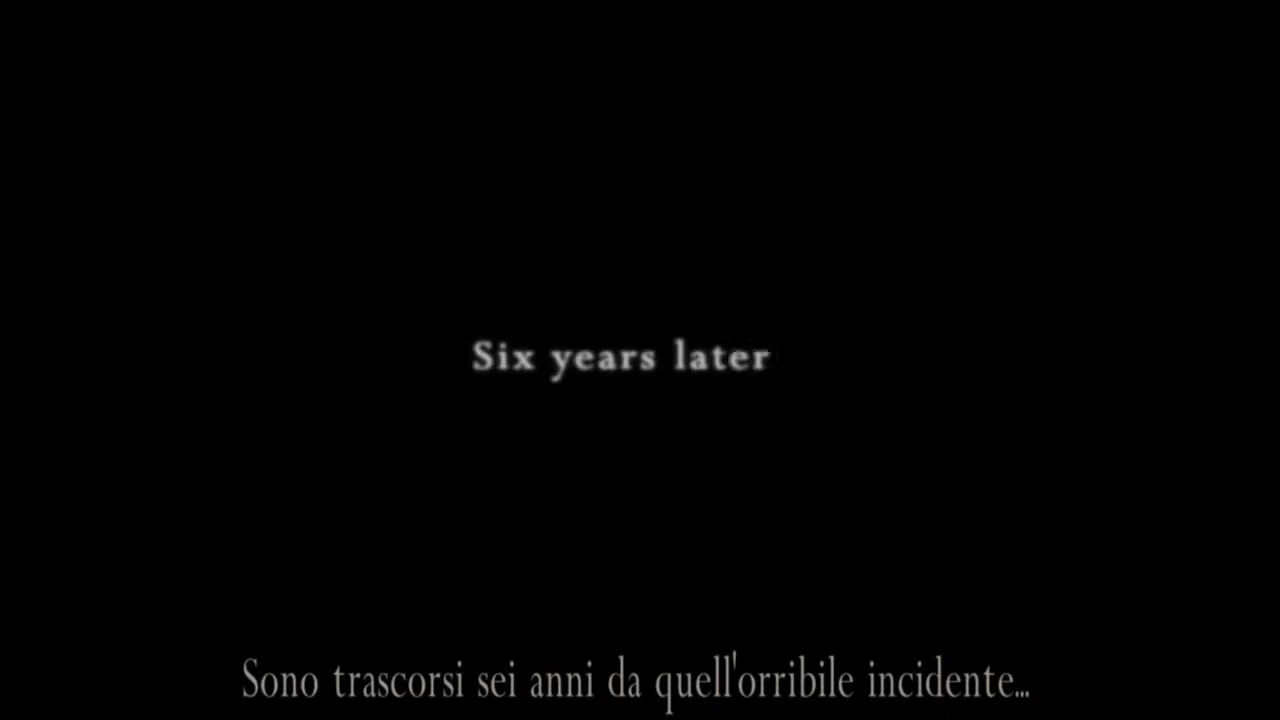 Six years later
Sono trascorsi sei anni da quell'orribile incidente...